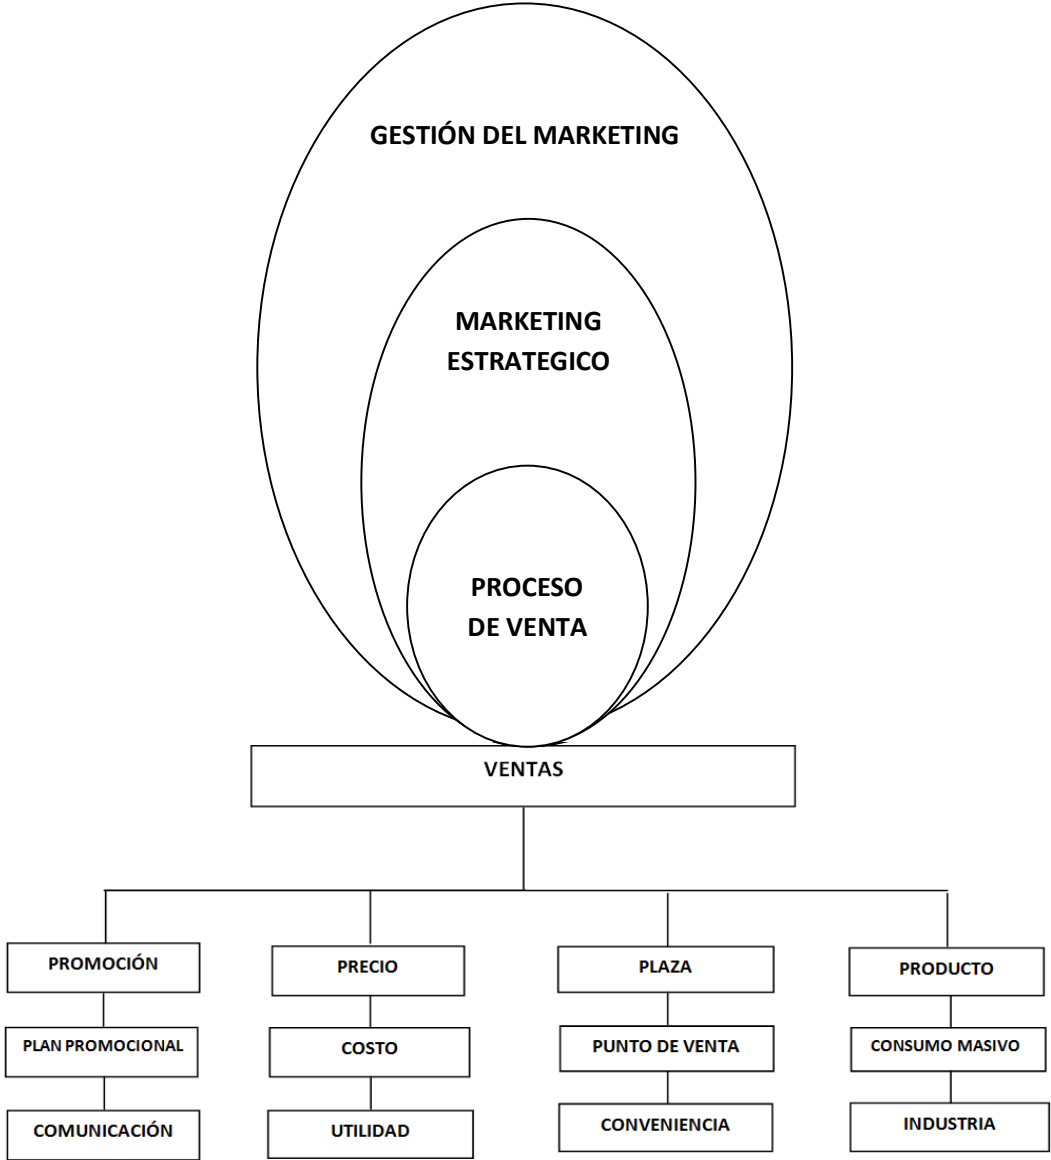 GESTIÓN DEL MARKETING
MARKETING
ESTRATEGICO
PROCESO
DE VENTA
VENTAS
PROMOCIÓN
PRECIO
PLAZA
PRODUCTO
PLAN PROMOCIONAL
COSTO
PUNTO DE VENTA
CONSUMO MASIVO
COMUNICACIÓN
UTILIDAD
CONVENIENCIA
INDUSTRIA